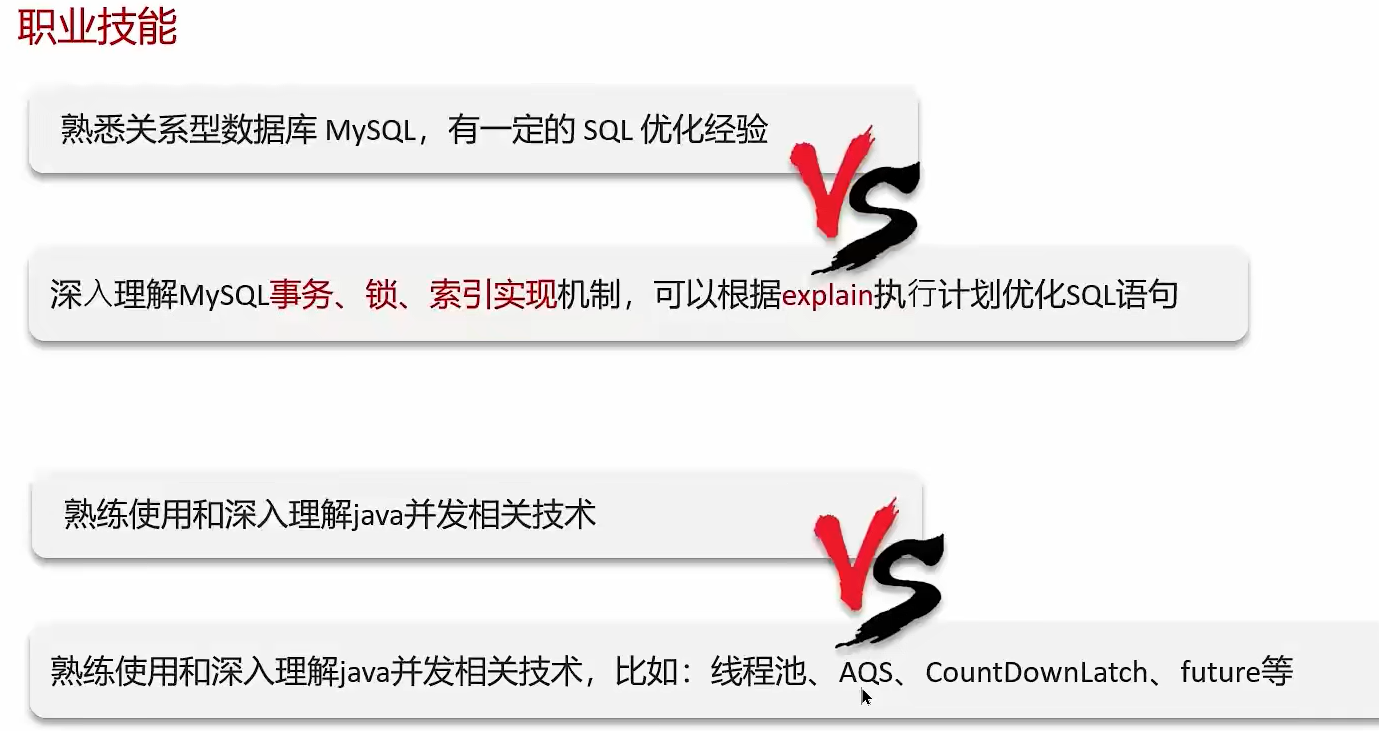 职业技能
熟悉关系型数据库 MySQL，有一定的 SQL 优化经验
VS
深入理解MySQL事务、锁、索引实现机制，可以根据explain执行计划优化SQL语句
熟练使用和深入理解java并发相关技术
VS
熟练使用和深入理解java并发相关技术，比如：线程池、AQS、CountDownLatch、future等